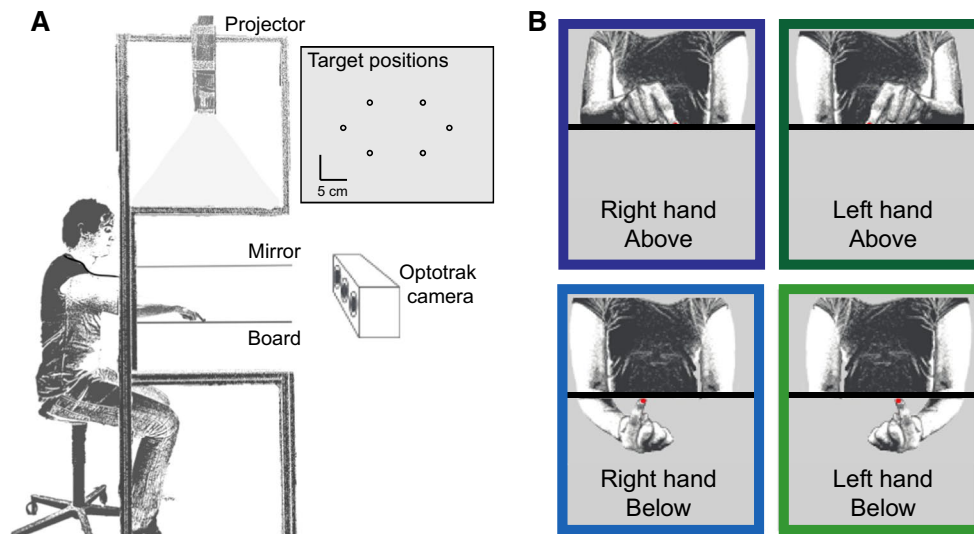 A
Projector
Target positions
5 cm
Mirror
Optotrak
camera
Board
B
Right hand
Above
Left hand
Above
Right hand
Below
Left hand
Below